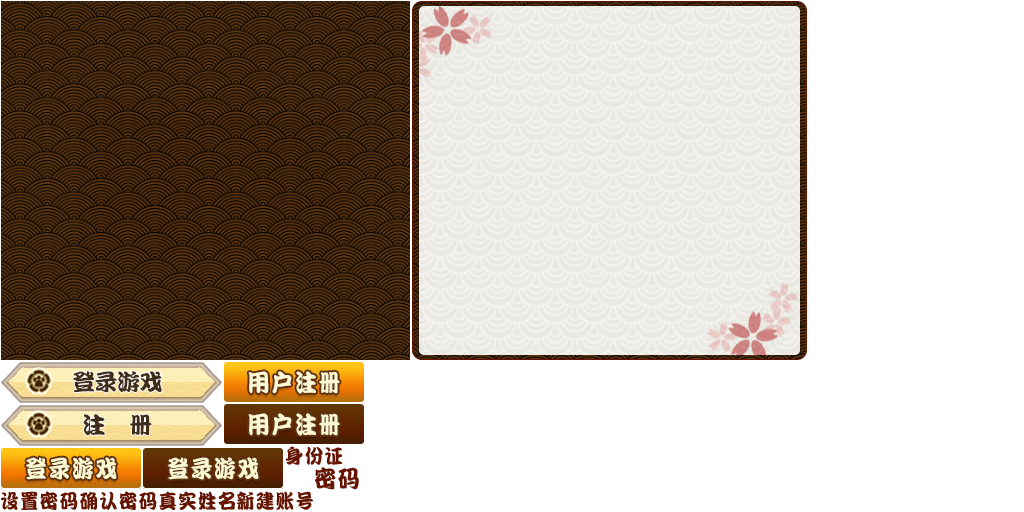 登录游戏
用户注册
注 册
用户注册
登录游戏
登录游戏
身份证
密码
设置密码确认密码真实姓名新建账号